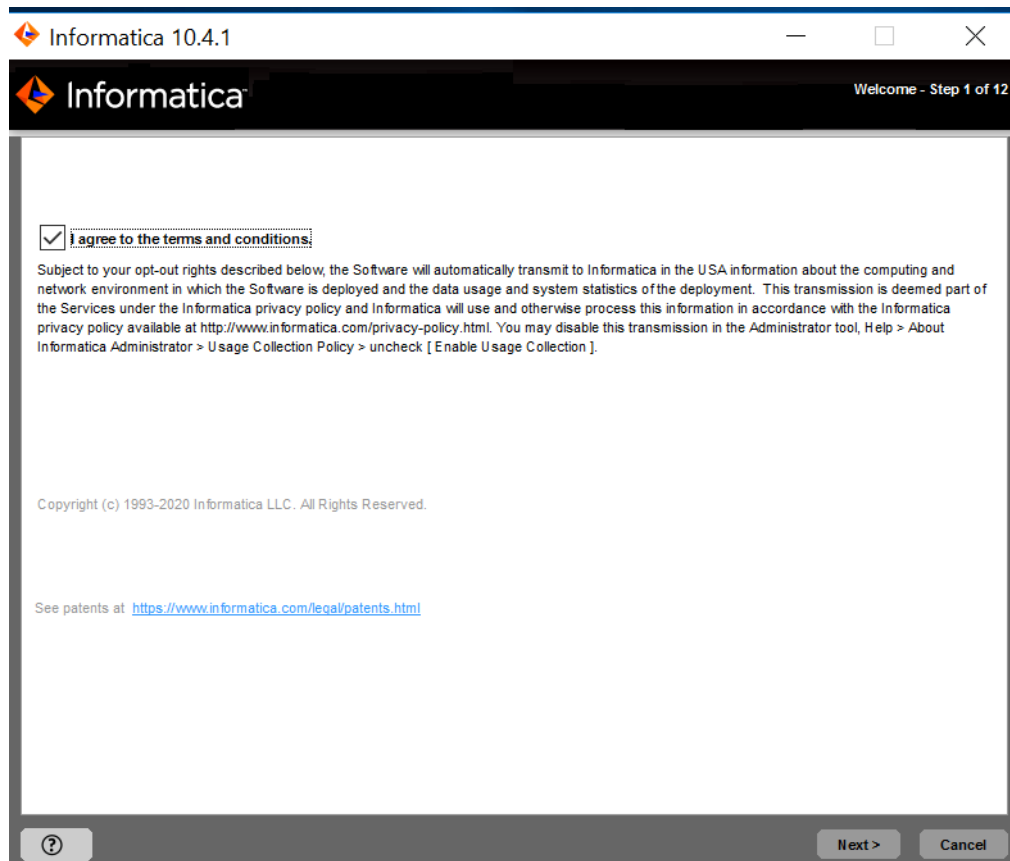 Informatica 10.4.1
Informatica
Welcome - Step 1 of 12
I agree to the terms and conditions.
Subject to your opt-out rights described below, the Software will automatically transmit to Informatica in the USA information about the computing and
network environment in which the Software is deployed and the data usage and system statistics of the deployment. This transmission is deemed part of
the Services under the Informatica privacy policy and Informatica will use and otherwise process this information in accordance with the Informatica
privacy policy available at http://www.informatica.com/privacy-policy.html. You may disable this transmission in the Administrator tool, Help > About
Informatica Administrator > Usage Collection Policy > uncheck [ Enable Usage Collection ].
Copyright (c) 1993-2020 Informatica LLC. All Rights Reserved.
See patents at https://www.informatica.com/legal/patents.html
?
Next >
Cancel